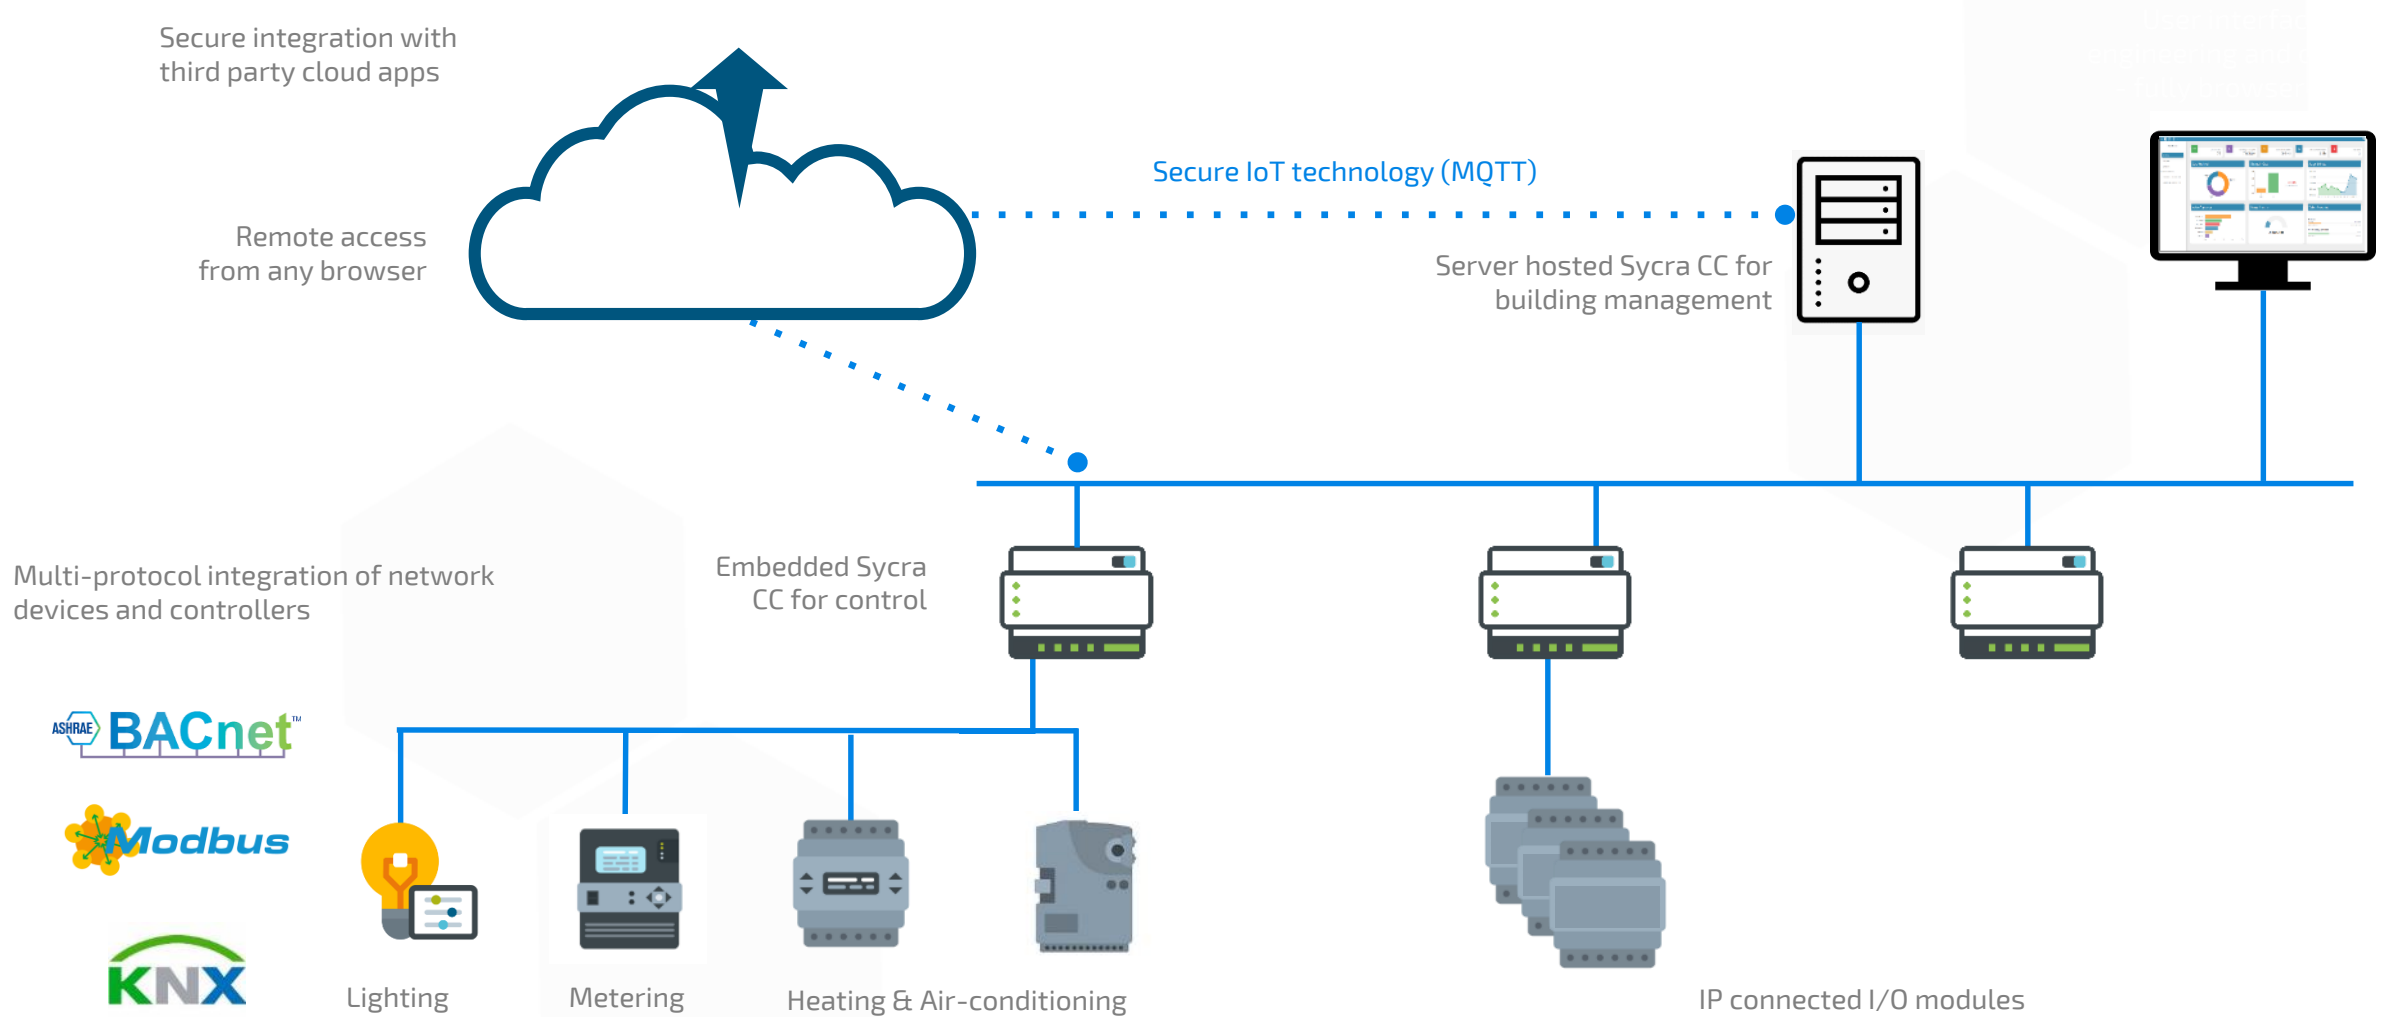 Secure integration with
third party cloud apps
Secure IoT technology (MQTT)
Remote access
from any browser
Server hosted Sycra CC for
building management
Multi-protocol integration of network
devices and controllers
Embedded Sycra
CC for control
ASHRAE BACnet™
Modbus
KNX
Lighting
Metering
Heating & Air-conditioning
IP connected I/O modules